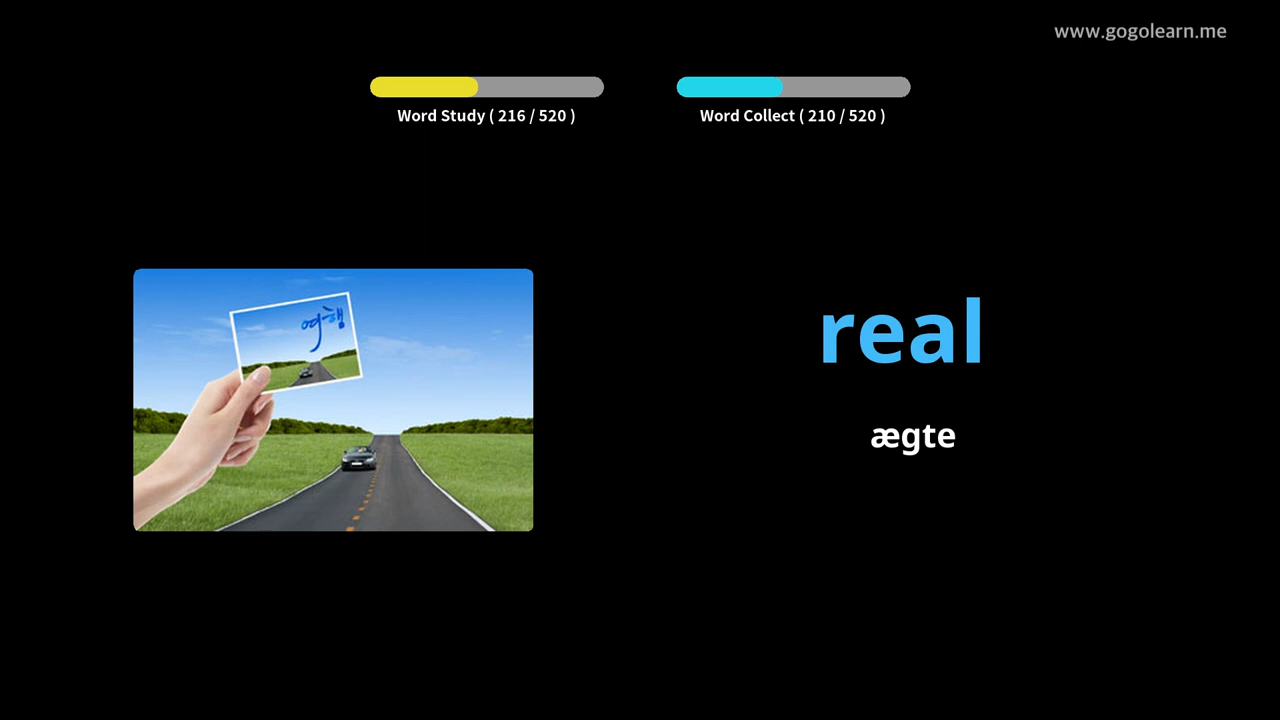 www.gogolearn.me
Word Study ( 216 / 520 )
Word Collect ( 210 / 520 )
여행
real
ægte